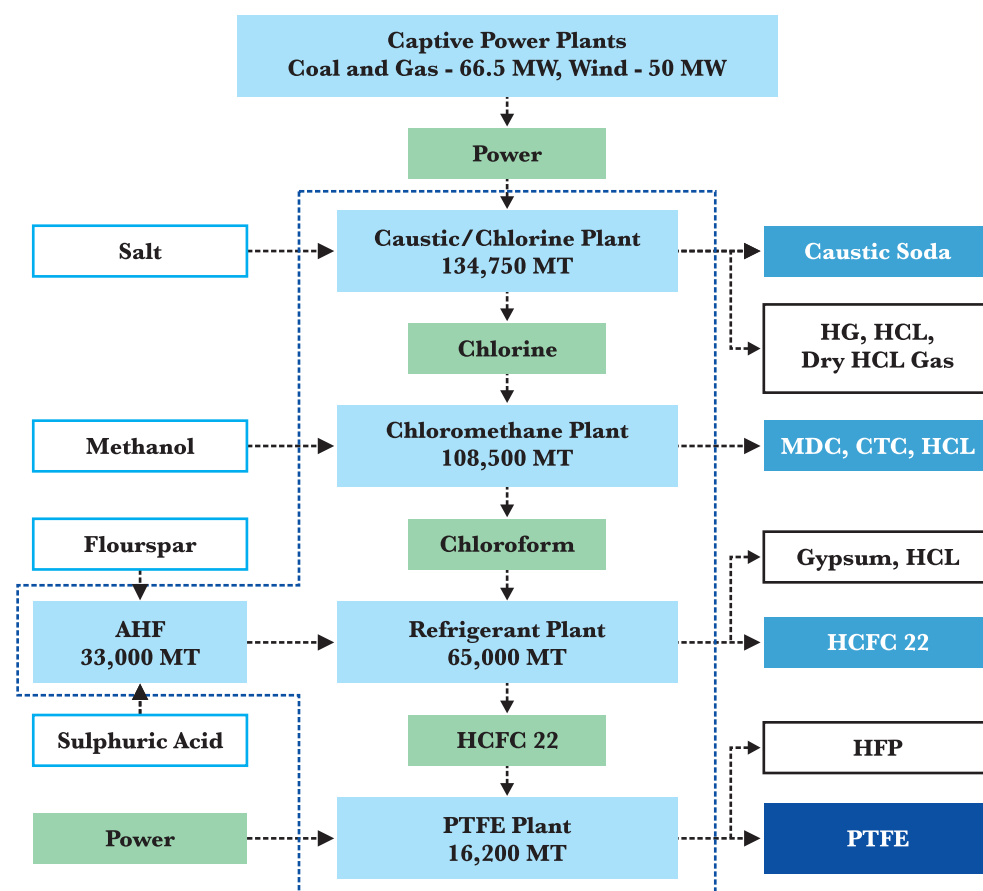 Captive Power Plants
Coal and Gas - 66.5 MW, Wind - 50 MW
Power
Salt
Caustic/Chlorine Plant
134,750 MT
Caustic Soda
HG, HCL,
Dry HCL Gas
Chlorine
Methanol
Chloromethane Plant
108,500 MT
MDC, CTC, HCL
Flourspar
Chloroform
Gypsum, HCL
AHF
33,000 MT
Refrigerant Plant
65,000 MT
HCFC 22
Sulphuric Acid
HCFC 22
HFP
Power
PTFE Plant
16,200 MT
PTFE